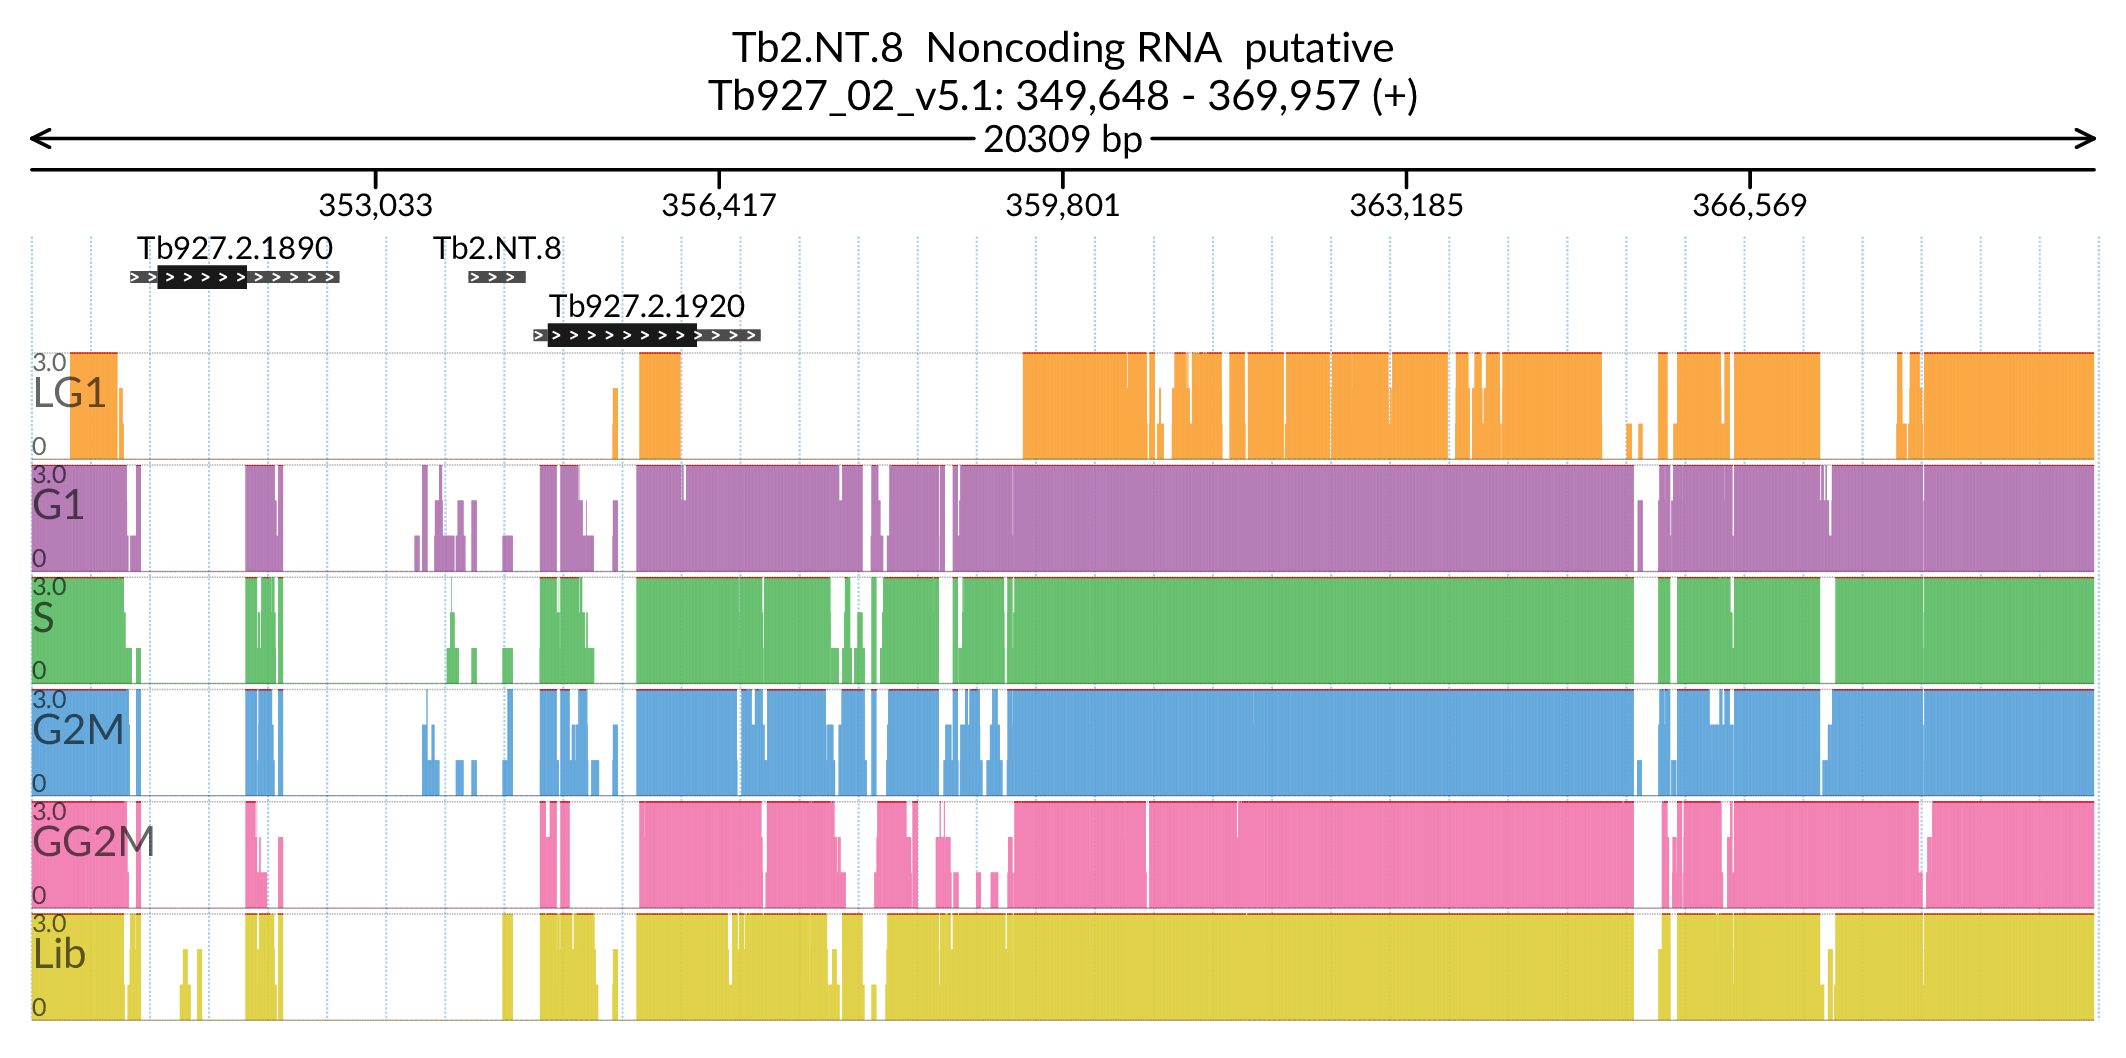 Tb2.NT.8 Noncoding RNA putative
Tb927_02_v5.1: 349,648 - 369,957 (+)
20309 bp
353,033 356,417 359,801 363,185 366,569
Tb927.2.1890 Tb2.NT.8
Tb927.2.1920
3.0
LG1
0
3.0
G1
0
3.0
S
0
3.0
G2M
0
3.0
GG2M
0
3.0
Lib
0